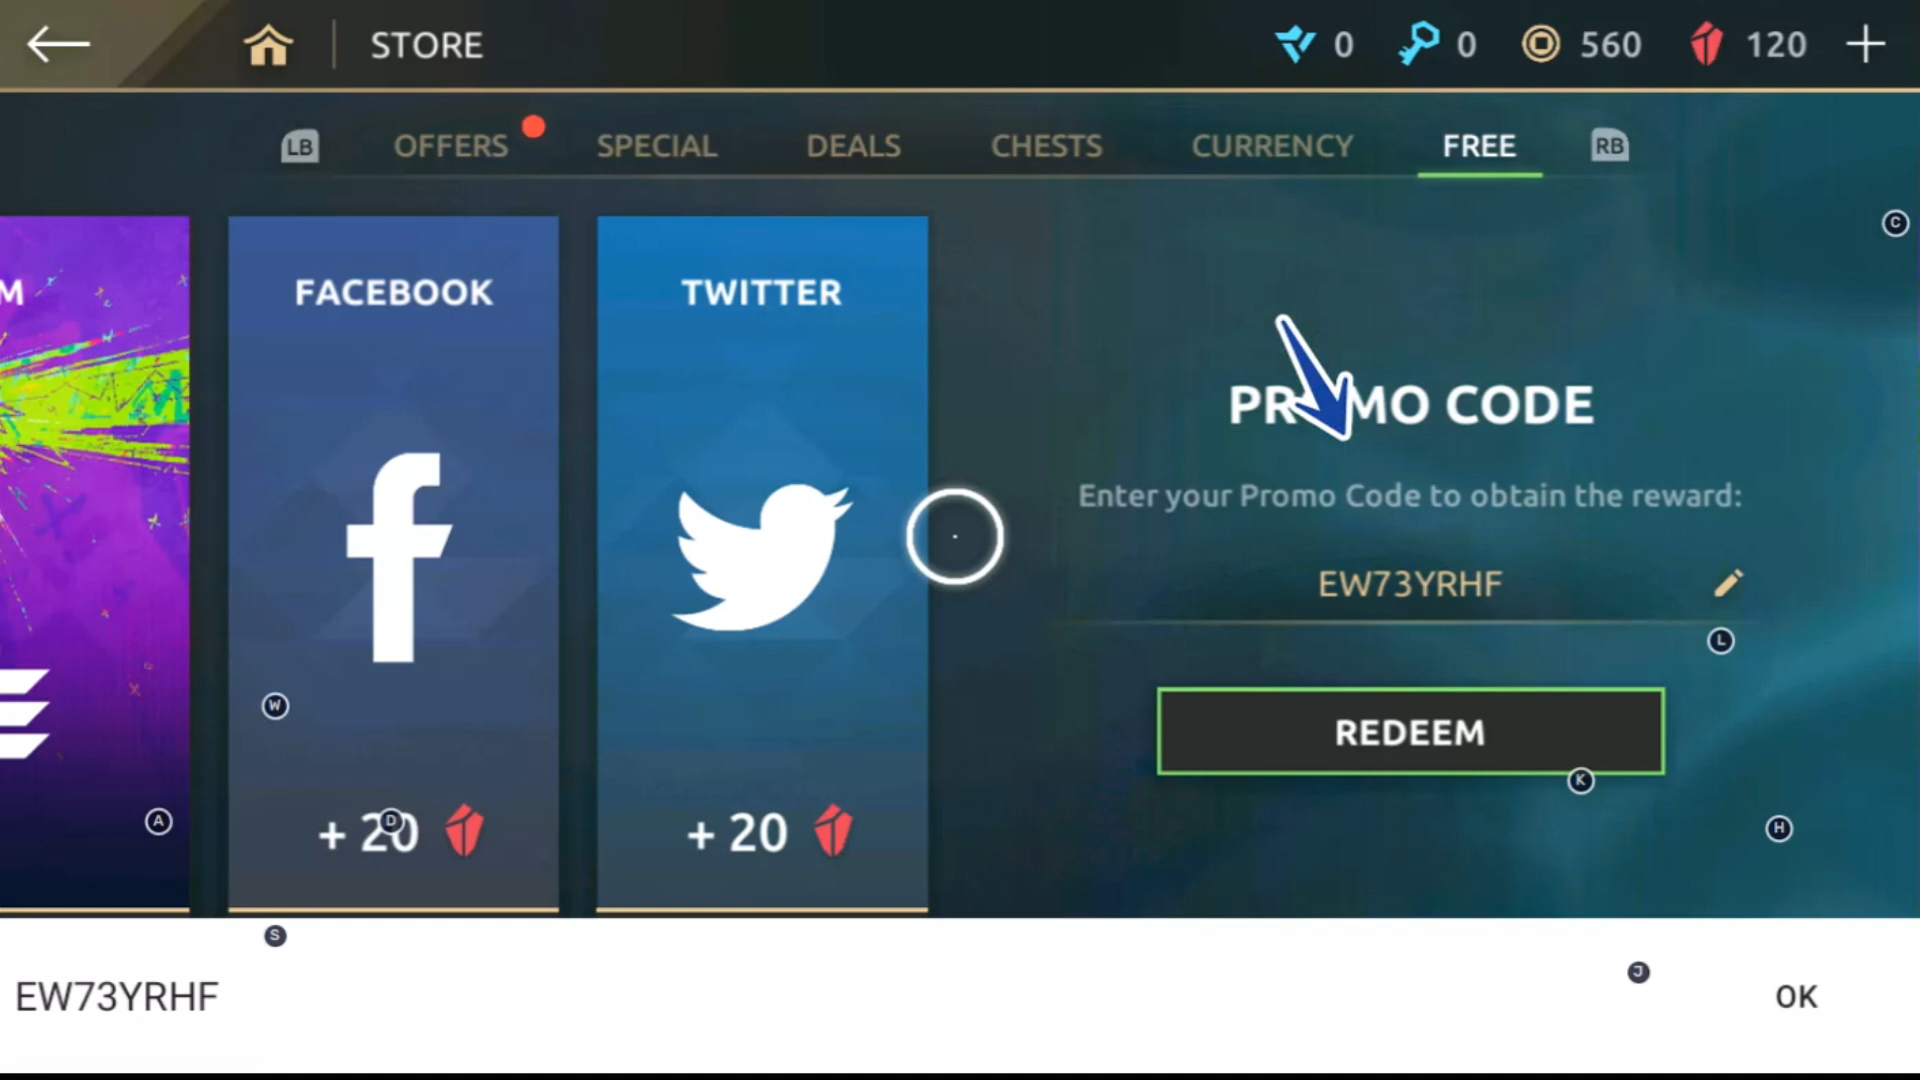 STORE
0
0
560
120
LB
OFFERS
SPECIAL
DEALS
CHESTS
CURRENCY
FREE
RB
C
M
FACEBOOK
TWITTER
PROMO CODE
Enter your Promo Code to obtain the reward:
EW73YRHF
L
W
REDEEM
K
A
D
+ 20
+ 20
H
S
J
EW73YRHF
OK